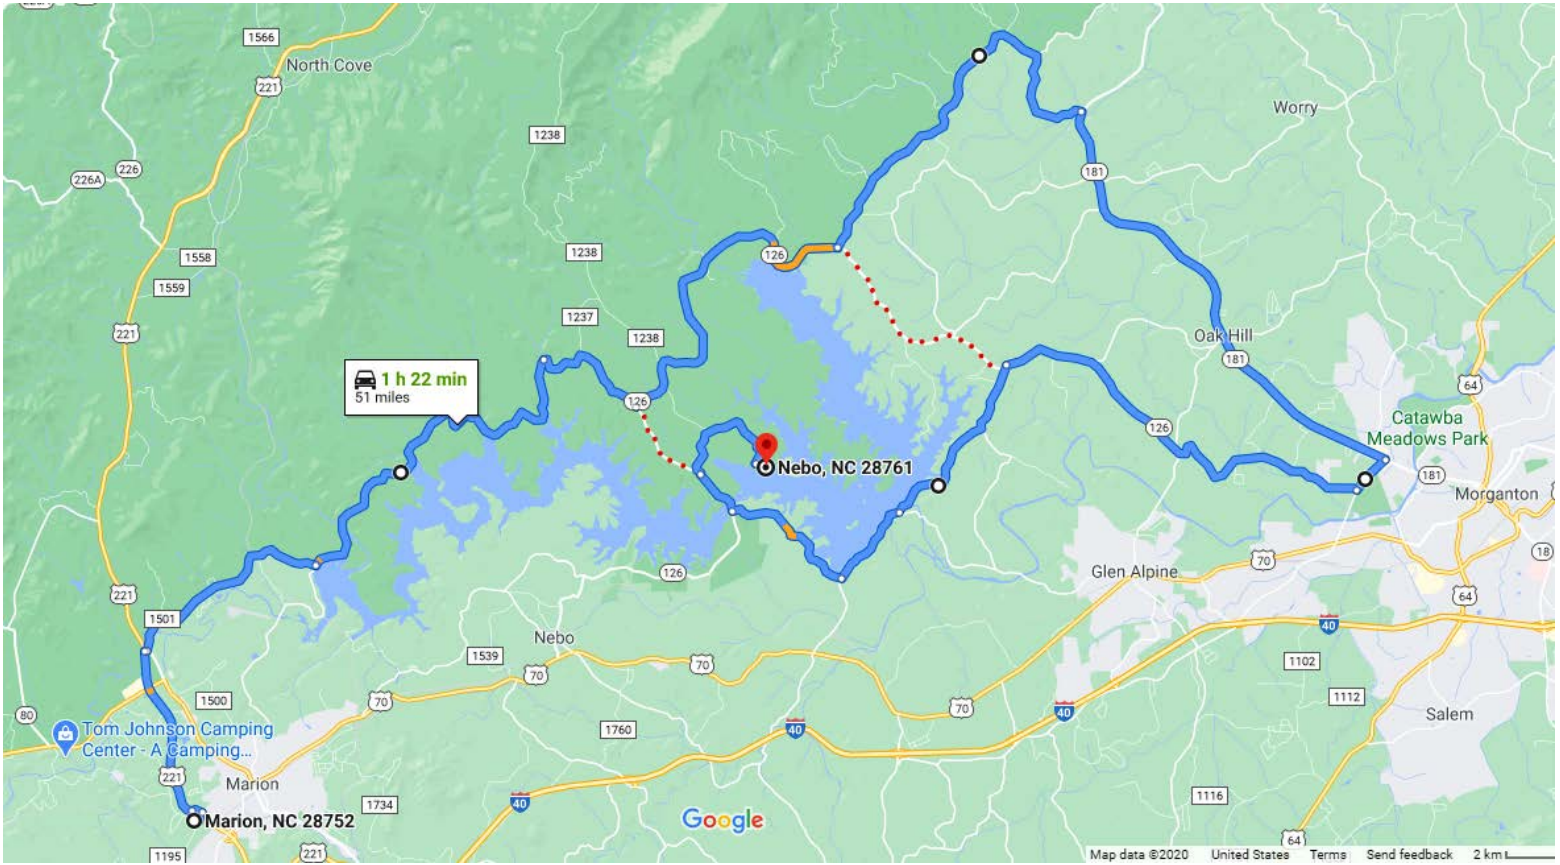 1566
North Cove
221
1238
Worry
226
226A
181
1238
126
1558
1559
1237
1238
221
Oak Hill
181
64
1 h 22 min
51 miles
126
Catawba
Meadows Park
126
Nebo, NC 28761
181
Morganton
18
70
Glen Alpine
126
221
64
1501
40
Nebo
1539
70
70
1102
1112
70
1500
70
40
80
Salem
Tom Johnson Camping
Center - A Camping...
1760
40
221
Marion
1116
40
1734
Marion, NC 28752
Google
64
1195
221
Map data ©2020 United States Terms Send feedback 2 km